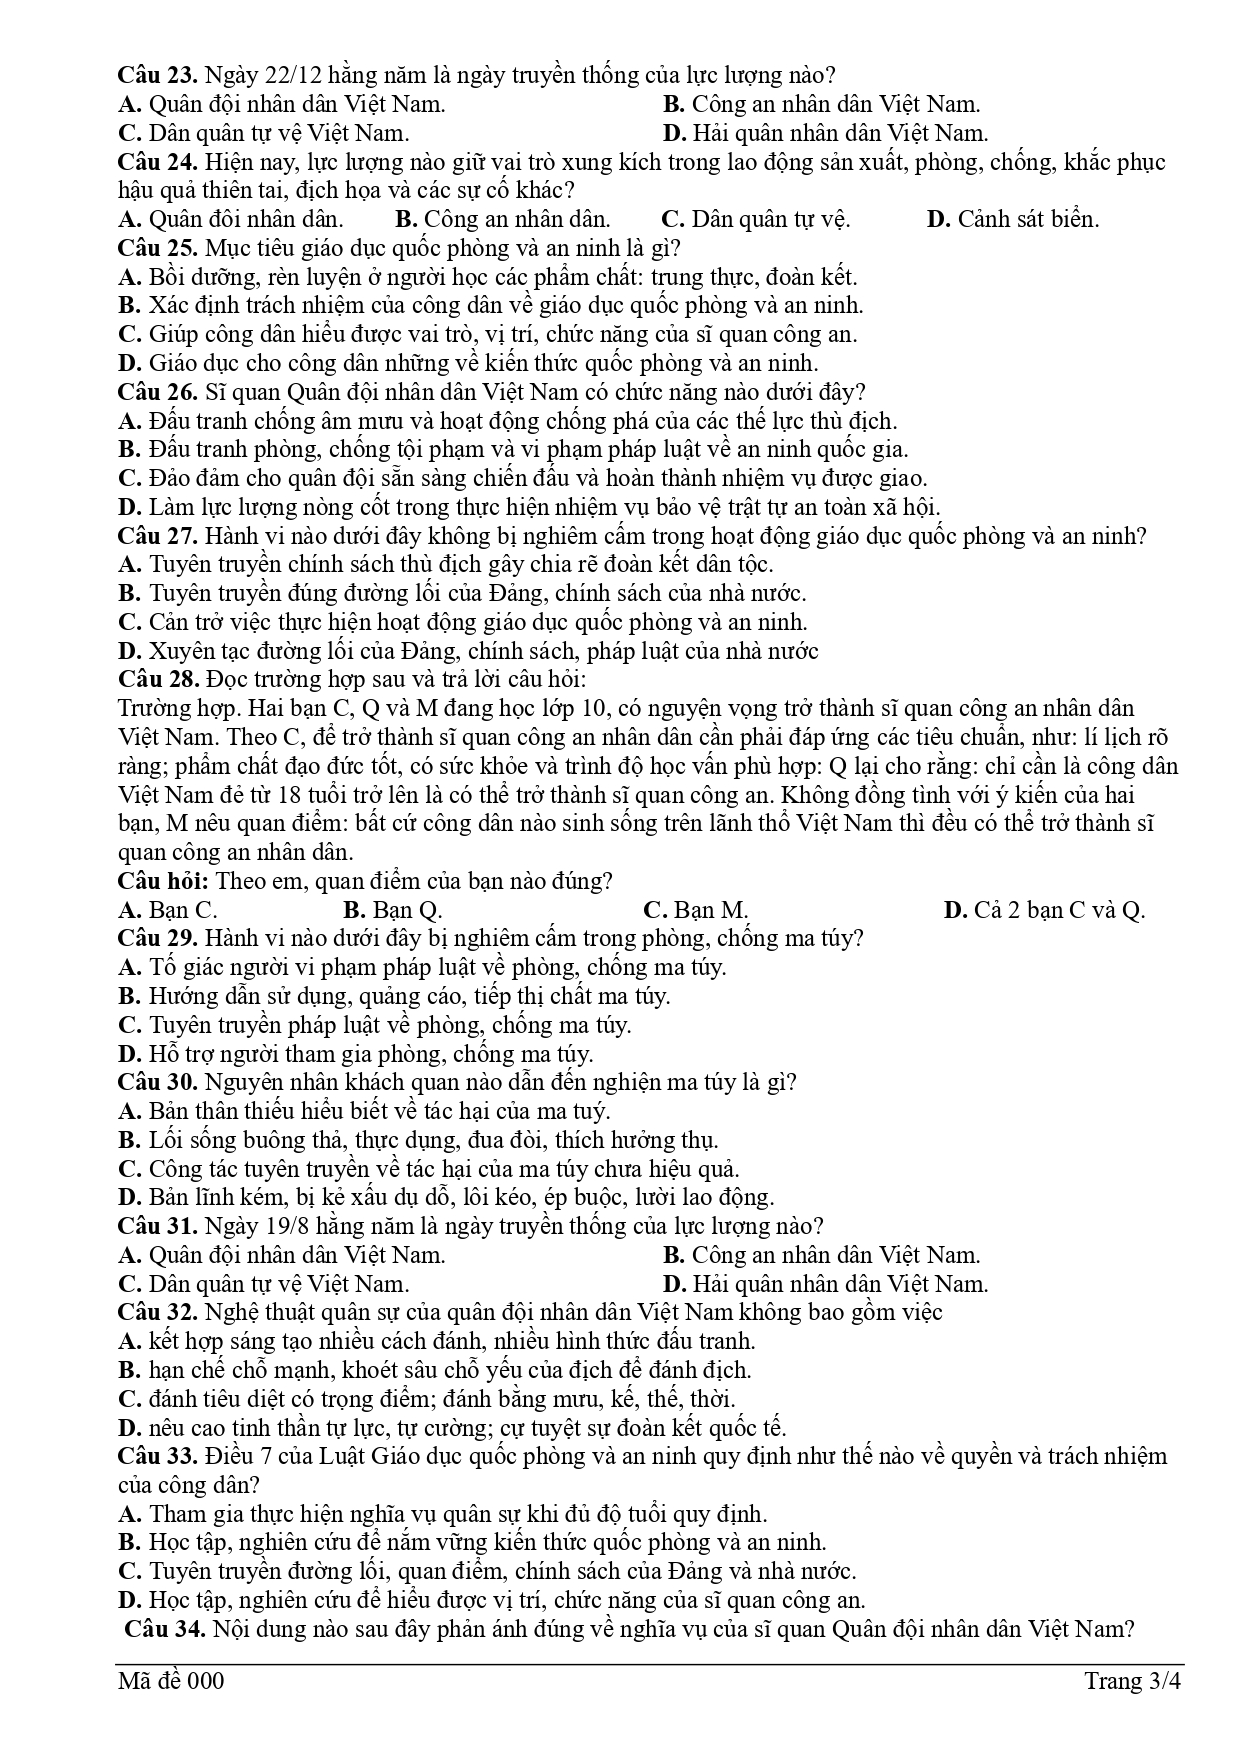 Câu 23. Ngày 22/12 hằng năm là ngày truyền thống của lực lượng nào?
A. Quân đội nhân dân Việt Nam. B. Công an nhân dân Việt Nam.
C. Dân quân tự vệ Việt Nam. D. Hải quân nhân dân Việt Nam.
Câu 24. Hiện nay, lực lượng nào giữ vai trò xung kích trong lao động sản xuất, phòng, chống, khắc phục
hậu quả thiên tai, địch họa và các sự cố khác?
A. Quân đôi nhân dân. B. Công an nhân dân. C. Dân quân tự vệ. D. Cảnh sát biển.
Câu 25. Mục tiêu giáo dục quốc phòng và an ninh là gì?
A. Bồi dưỡng, rèn luyện ở người học các phẩm chất: trung thực, đoàn kết.
B. Xác định trách nhiệm của công dân về giáo dục quốc phòng và an ninh.
C. Giúp công dân hiểu được vai trò, vị trí, chức năng của sĩ quan công an.
D. Giáo dục cho công dân những về kiến thức quốc phòng và an ninh.
Câu 26. Sĩ quan Quân đội nhân dân Việt Nam có chức năng nào dưới đây?
A. Đấu tranh chống âm mưu và hoạt động chống phá của các thế lực thù địch.
B. Đấu tranh phòng, chống tội phạm và vi phạm pháp luật về an ninh quốc gia.
C. Đảo đảm cho quân đội sẵn sàng chiến đấu và hoàn thành nhiệm vụ được giao.
D. Làm lực lượng nòng cốt trong thực hiện nhiệm vụ bảo vệ trật tự an toàn xã hội.
Câu 27. Hành vi nào dưới đây không bị nghiêm cấm trong hoạt động giáo dục quốc phòng và an ninh?
A. Tuyên truyền chính sách thù địch gây chia rẽ đoàn kết dân tộc.
B. Tuyên truyền đúng đường lối của Đảng, chính sách của nhà nước.
C. Cản trở việc thực hiện hoạt động giáo dục quốc phòng và an ninh.
D. Xuyên tạc đường lối của Đảng, chính sách, pháp luật của nhà nước
Câu 28. Đọc trường hợp sau và trả lời câu hỏi:
Trường hợp. Hai bạn C, Q và M đang học lớp 10, có nguyện vọng trở thành sĩ quan công an nhân dân
Việt Nam. Theo C, để trở thành sĩ quan công an nhân dân cần phải đáp ứng các tiêu chuẩn, như: lí lịch rõ
ràng; phẩm chất đạo đức tốt, có sức khỏe và trình độ học vấn phù hợp: Q lại cho rằng: chỉ cần là công dân
Việt Nam đẻ từ 18 tuổi trở lên là có thể trở thành sĩ quan công an. Không đồng tình với ý kiến của hai
bạn, M nêu quan điểm: bất cứ công dân nào sinh sống trên lãnh thổ Việt Nam thì đều có thể trở thành sĩ
quan công an nhân dân.
Câu hỏi: Theo em, quan điểm của bạn nào đúng?
A. Bạn C. B. Bạn Q. C. Bạn M. D. Cả 2 bạn C và Q.
Câu 29. Hành vi nào dưới đây bị nghiêm cấm trong phòng, chống ma túy?
A. Tố giác người vi phạm pháp luật về phòng, chống ma túy.
B. Hướng dẫn sử dụng, quảng cáo, tiếp thị chất ma túy.
C. Tuyên truyền pháp luật về phòng, chống ma túy.
D. Hỗ trợ người tham gia phòng, chống ma túy.
Câu 30. Nguyên nhân khách quan nào dẫn đến nghiện ma túy là gì?
A. Bản thân thiếu hiểu biết về tác hại của ma tuý.
B. Lối sống buông thả, thực dụng, đua đòi, thích hưởng thụ.
C. Công tác tuyên truyền về tác hại của ma túy chưa hiệu quả.
D. Bản lĩnh kém, bị kẻ xấu dụ dỗ, lôi kéo, ép buộc, lười lao động.
Câu 31. Ngày 19/8 hằng năm là ngày truyền thống của lực lượng nào?
A. Quân đội nhân dân Việt Nam. B. Công an nhân dân Việt Nam.
C. Dân quân tự vệ Việt Nam. D. Hải quân nhân dân Việt Nam.
Câu 32. Nghệ thuật quân sự của quân đội nhân dân Việt Nam không bao gồm việc
A. kết hợp sáng tạo nhiều cách đánh, nhiều hình thức đấu tranh.
B. hạn chế chỗ mạnh, khoét sâu chỗ yếu của địch để đánh địch.
C. đánh tiêu diệt có trọng điểm; đánh bằng mưu, kế, thế, thời.
D. nêu cao tinh thần tự lực, tự cường; cự tuyệt sự đoàn kết quốc tế.
Câu 33. Điều 7 của Luật Giáo dục quốc phòng và an ninh quy định như thế nào về quyền và trách nhiệm
của công dân?
A. Tham gia thực hiện nghĩa vụ quân sự khi đủ độ tuổi quy định.
B. Học tập, nghiên cứu để nắm vững kiến thức quốc phòng và an ninh.
C. Tuyên truyền đường lối, quan điểm, chính sách của Đảng và nhà nước.
D. Học tập, nghiên cứu để hiểu được vị trí, chức năng của sĩ quan công an.
Câu 34. Nội dung nào sau đây phản ánh đúng về nghĩa vụ của sĩ quan Quân đội nhân dân Việt Nam?
Mã đề 000 Trang 3/4